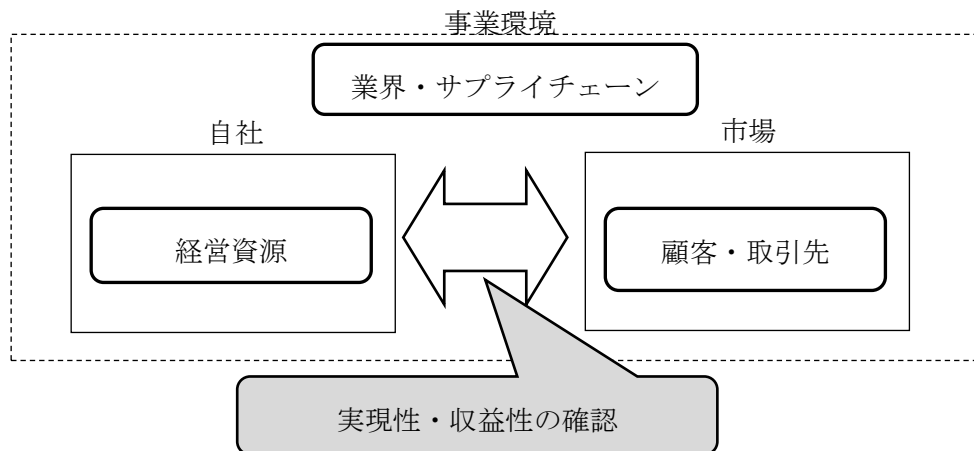 事業環境
業界・サプライチェーン
自社
市場
経営資源
顧客・取引先
実現性・収益性の確認